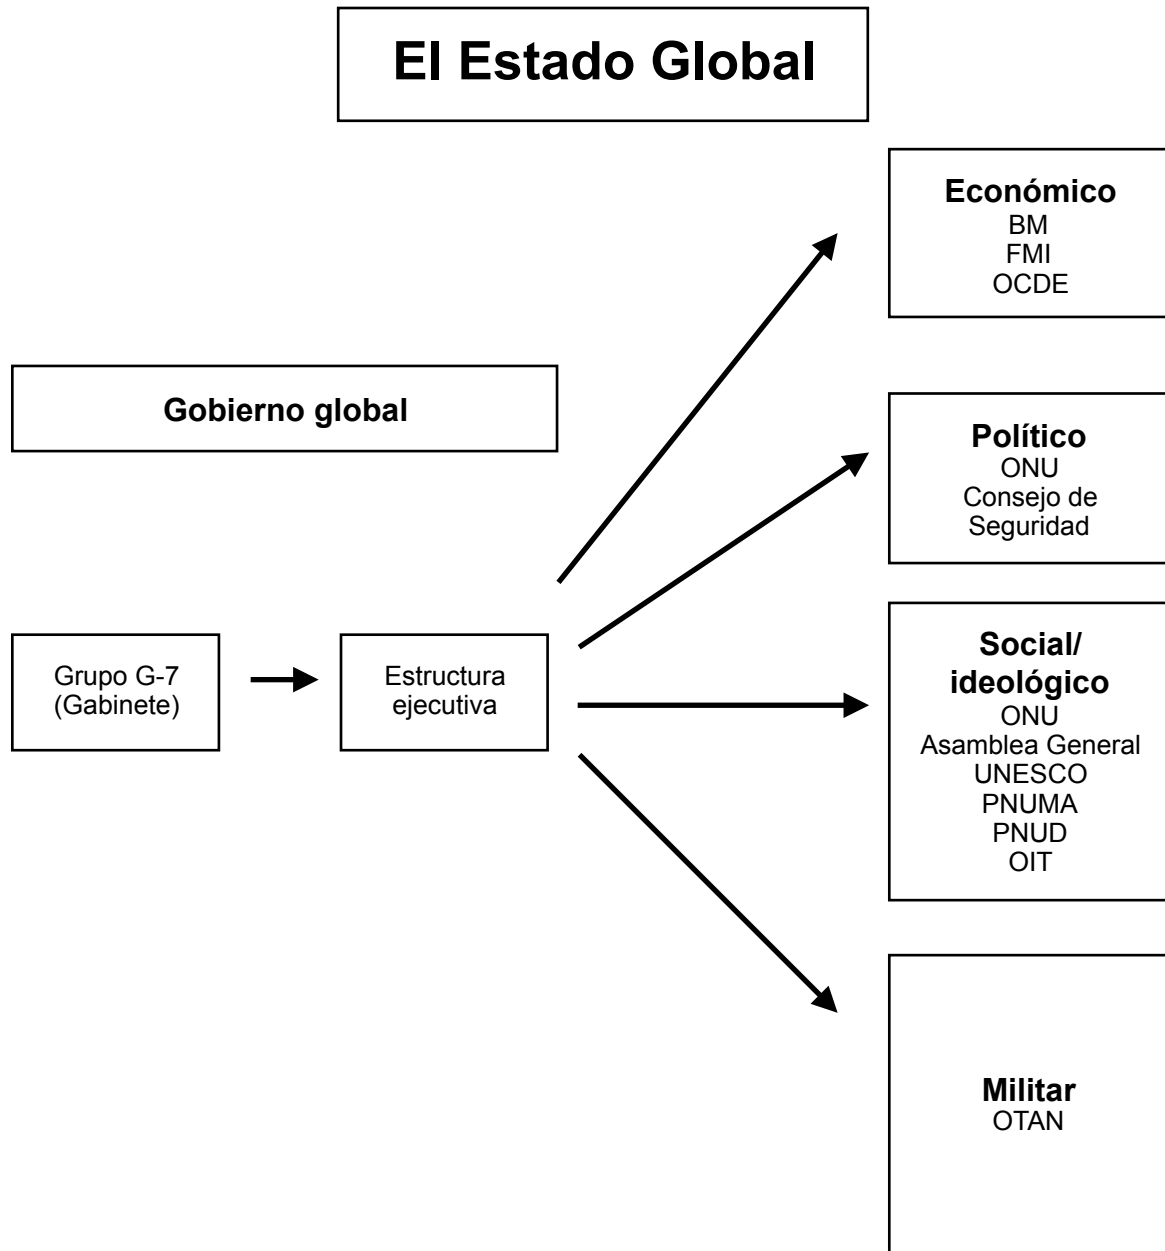 El Estado Global
Económico
BM
FMI
OCDE
Gobierno global
Político
ONU
Consejo de
Seguridad
Grupo G-7
(Gabinete)
Estructura
ejecutiva
Social/
ideológico
ONU
Asamblea General
UNESCO
PNUMA
PNUD
OIT
Militar
OTAN